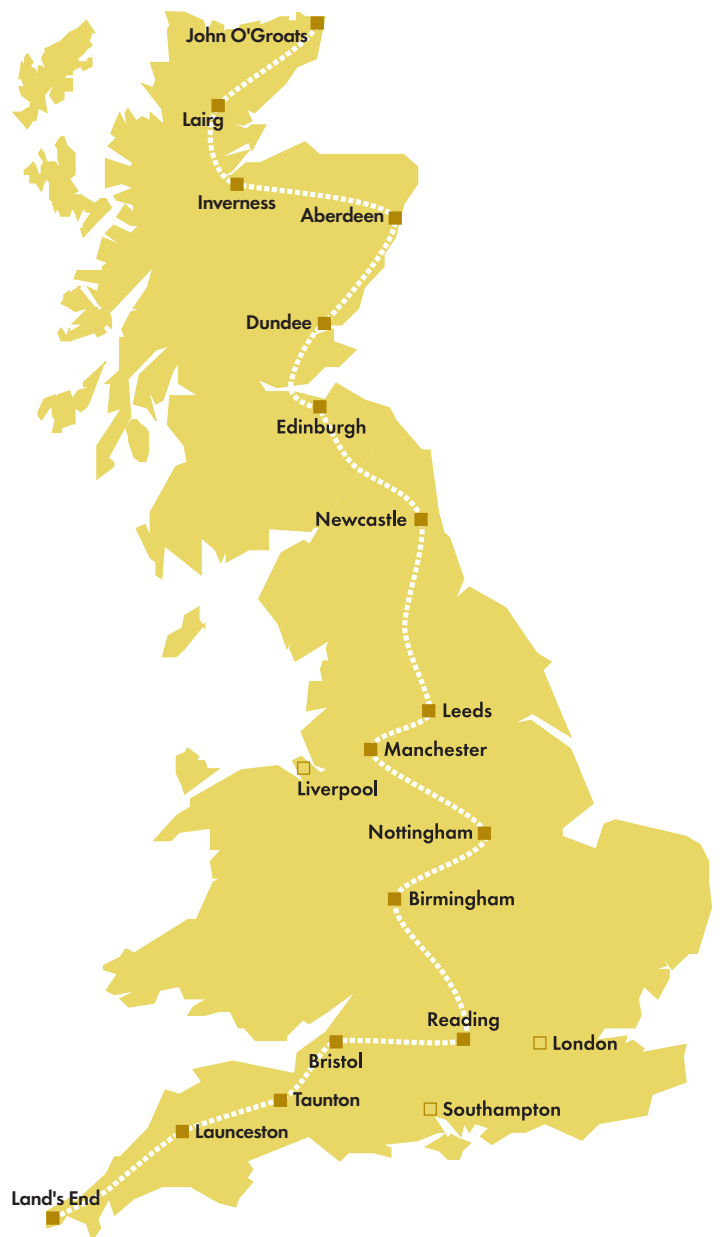 John O'Groats
Lairg
Inverness
Aberdeen
Dundee
Edinburgh
Newcastle
Leeds
Manchester
Liverpool
Nottingham
Birmingham
Reading
London
Bristol
Taunton
Southampton
Launceston
Land's End